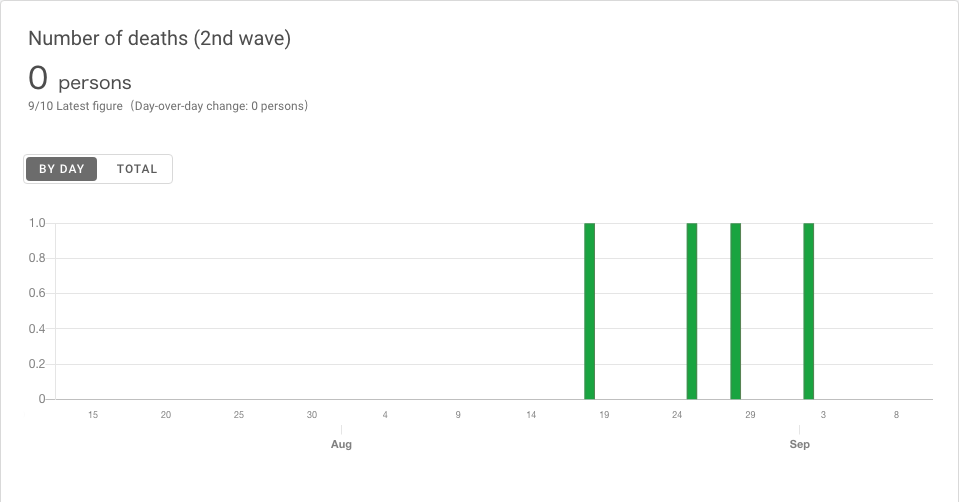 Number of deaths (2nd wave)
0 persons
9/10 Latest figure（Day-over-day change: 0 persons）
BY DAY TOTAL
1.0
0.8
0.6
0.4
0.2
0
15 20 25 30 4 9 14 19 24 29 3 8
Aug Sep